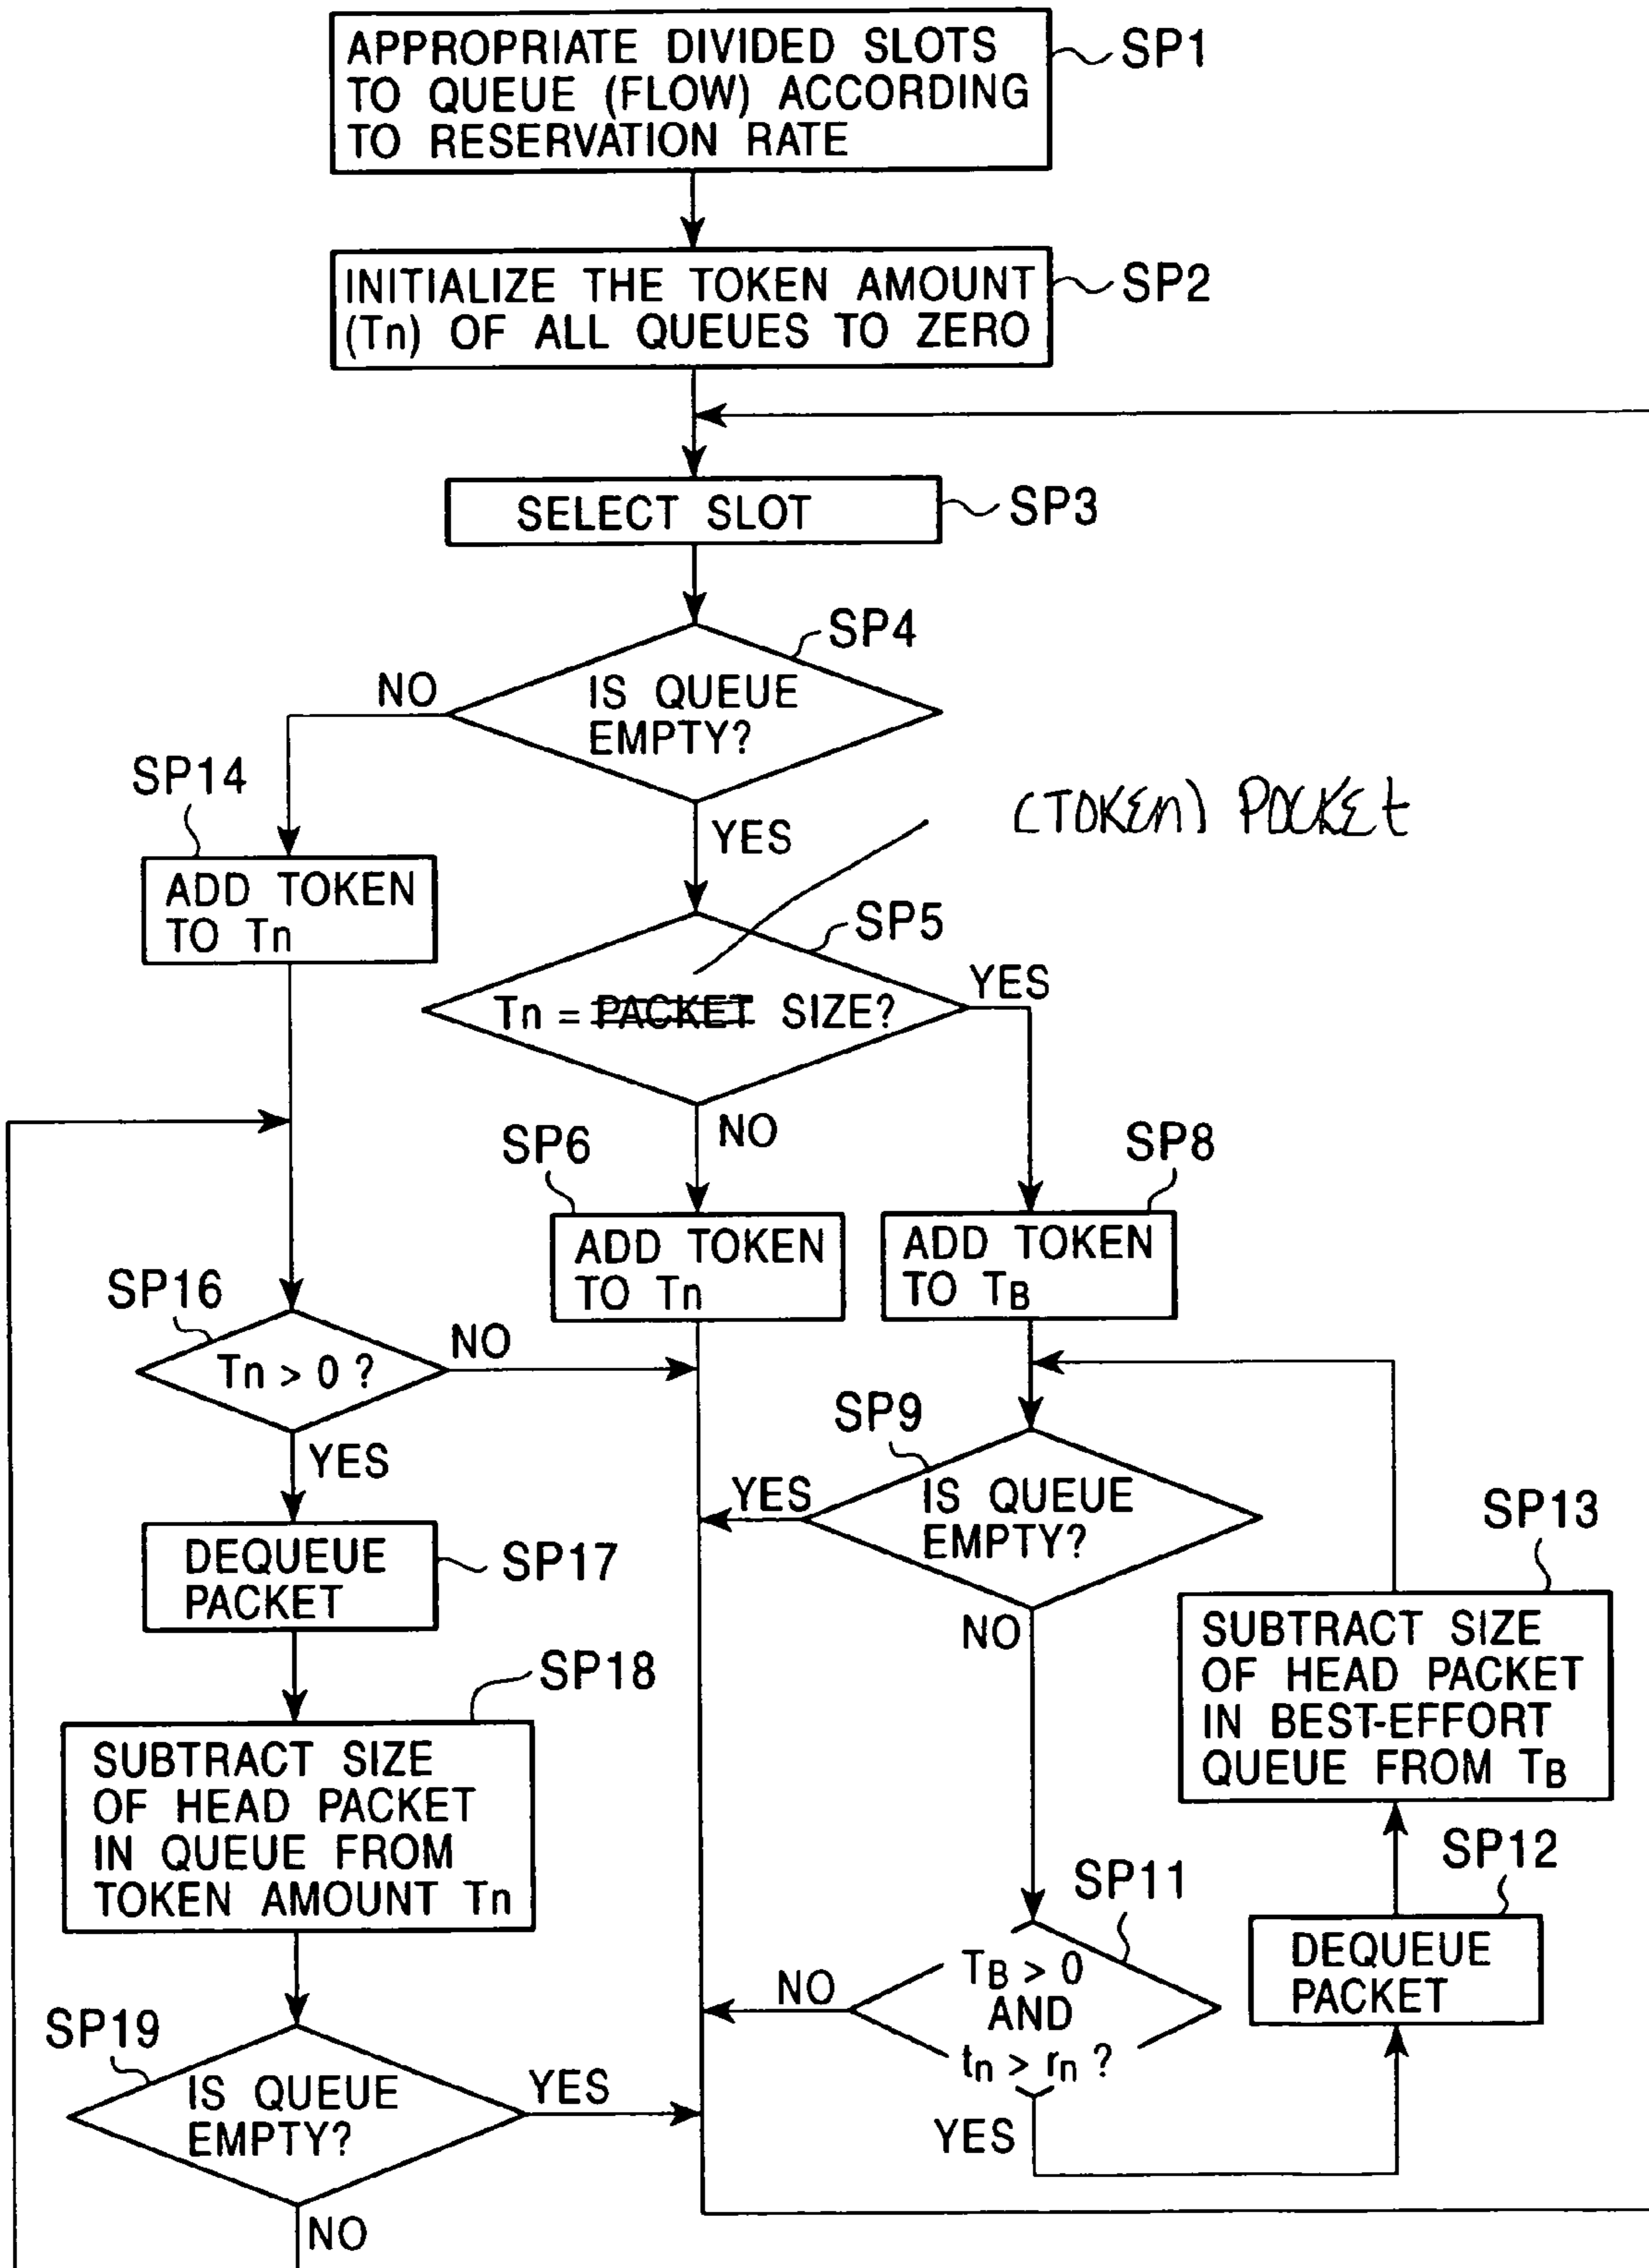 APPROPRIATE DIVIDED SLOTS
TO QUEUE (FLOW) ACCORDING
TO RESERVATION RATE
SP1
INITIALIZE THE TOKEN AMOUNT
(Tn) OF ALL QUEUES TO ZERO
SP2
SELECT SLOT
SP3
SP4
IS QUEUE
EMPTY?
NO
YES
SP14
ADD TOKEN
TO Tn
(TOKEn) POCKEt
SP5
Tn = PACKET SIZE?
YES
NO
SP6
ADD TOKEN
TO Tn
SP8
ADD TOKEN
TO TB
SP16
Tn > 0 ?
NO
YES
SP9
IS QUEUE
EMPTY?
YES
NO
SP17
DEQUEUE
PACKET
SP13
SUBTRACT SIZE
OF HEAD PACKET
IN BEST-EFFORT
QUEUE FROM TB
SP18
SUBTRACT SIZE
OF HEAD PACKET
IN QUEUE FROM
TOKEN AMOUNT Tn
SP11
TB > 0
AND
tn > rn ?
NO
YES
SP12
DEQUEUE
PACKET
SP19
IS QUEUE
EMPTY?
YES
NO